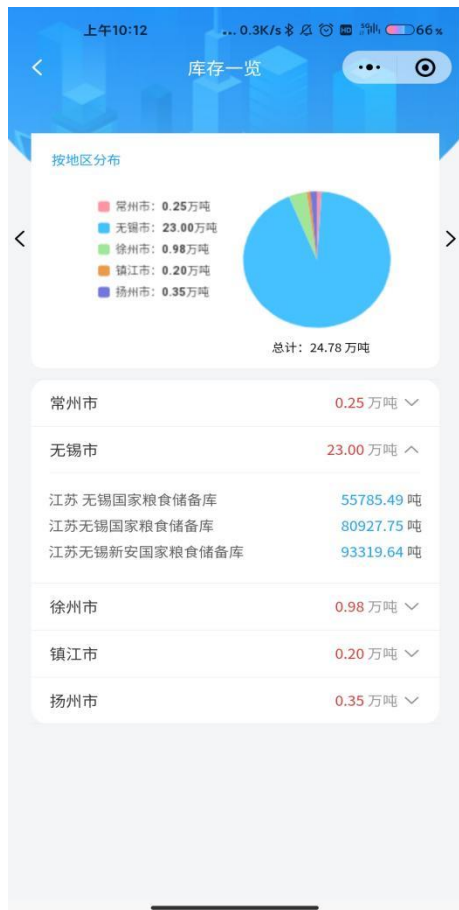 上午10:12 ... 0.3K/s HD 5G 66%
库存一览
按地区分布
常州市：0.25万吨
无锡市：23.00万吨
徐州市：0.98万吨
镇江市：0.20万吨
扬州市：0.35万吨
总计：24.78 万吨
常州市 0.25 万吨
无锡市 23.00 万吨
江苏 无锡国家粮食储备库 55785.49 吨
江苏无锡国家粮食储备库 80927.75 吨
江苏无锡新安国家粮食储备库 93319.64 吨
徐州市 0.98 万吨
镇江市 0.20 万吨
扬州市 0.35 万吨